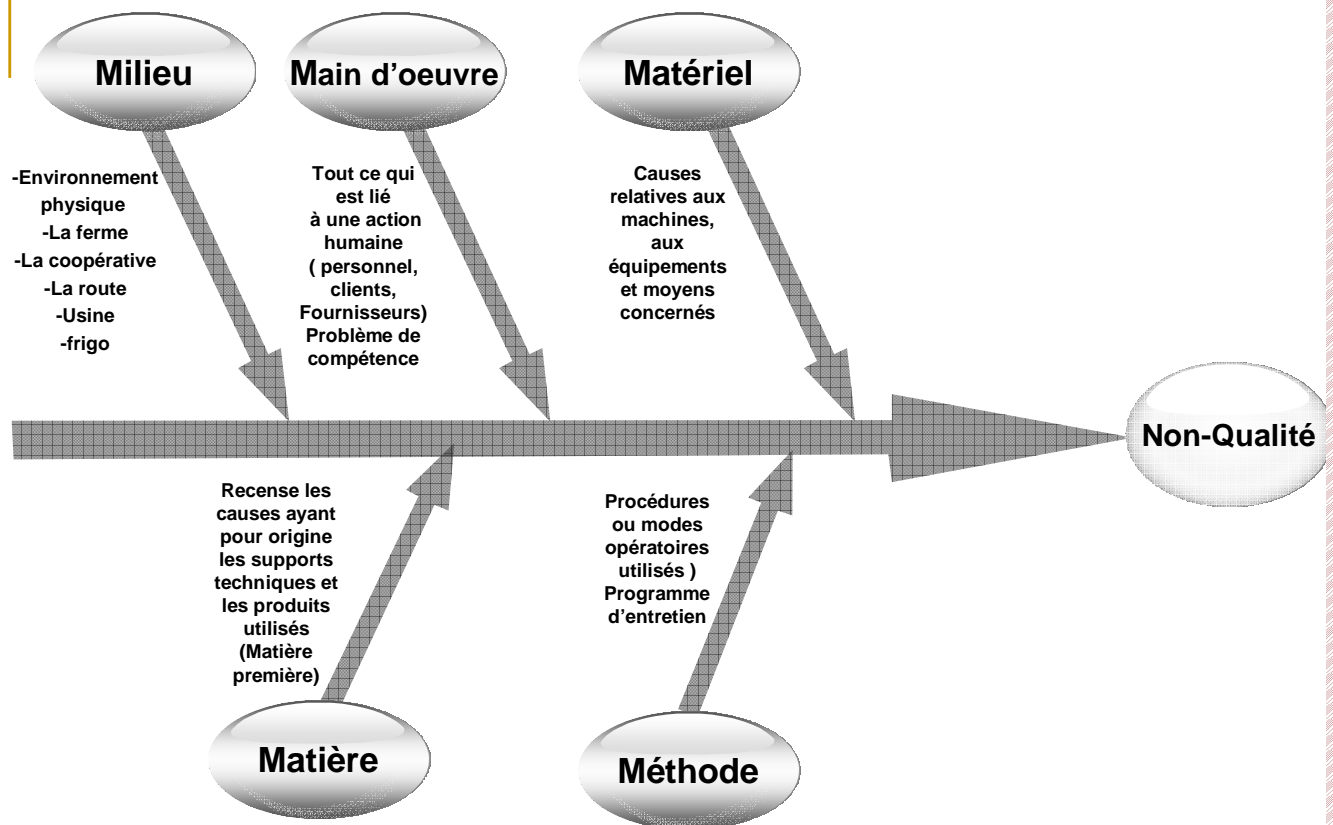 Milieu
Main d'oeuvre
Matériel
-Environnement
physique
-La ferme
-La coopérative
-La route
-Usine
-frigo
Tout ce qui
est lié
à une action
humaine
( personnel,
clients,
Fournisseurs)
Problème de
compétence
Causes
relatives aux
machines,
aux
équipements
et moyens
concernés
Non-Qualité
Recense les
causes ayant
pour origine
les supports
techniques et
les produits
utilisés
(Matière
première)
Procédures
ou modes
opératoires
utilisés )
Programme
d’entretien
Matière
Méthode